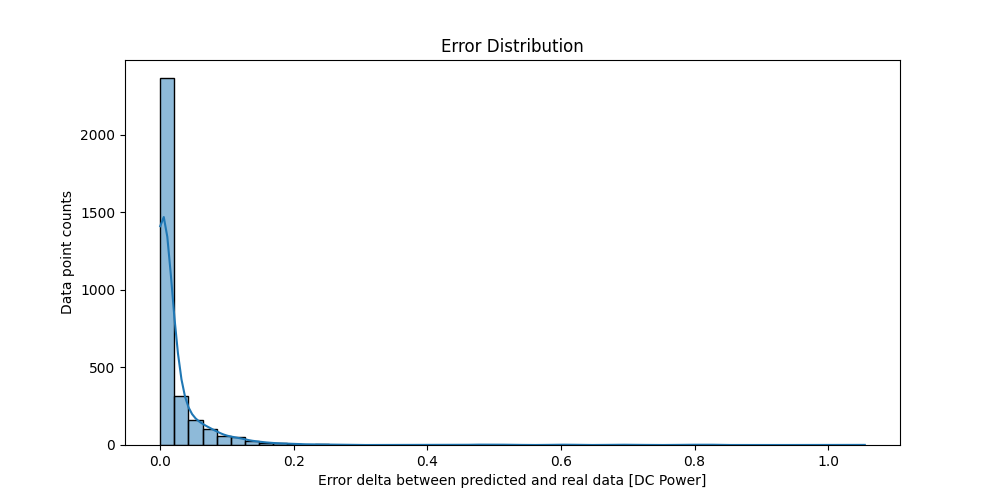 Error Distribution
Data point counts
2000
1500
1000
500
0
0.0 0.2 0.4 0.6 0.8 1.0
Error delta between predicted and real data [DC Power]